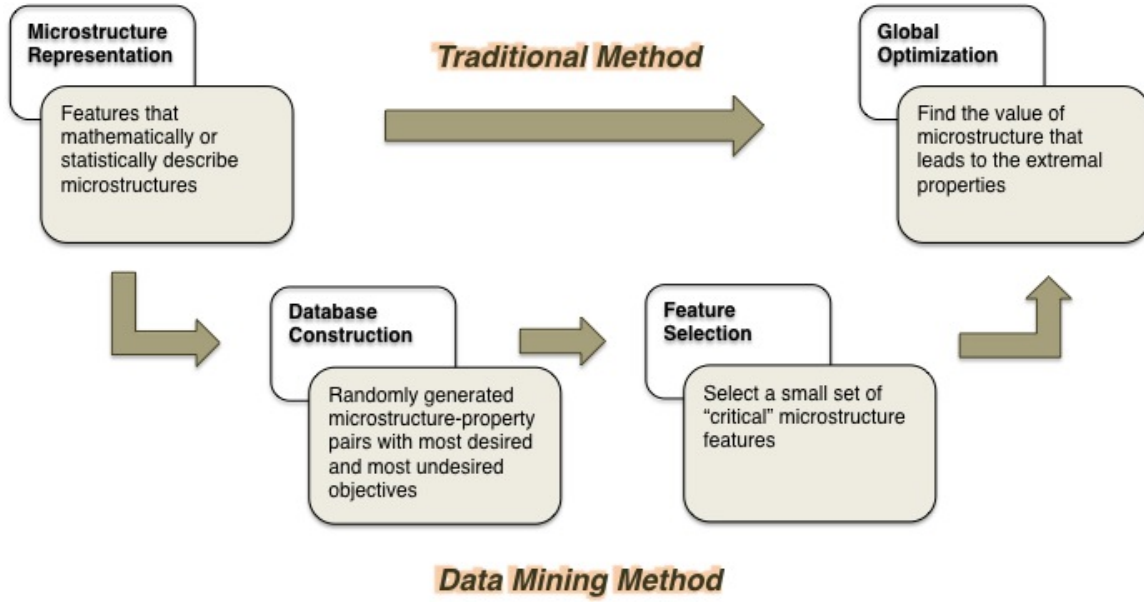 Microstructure
Representation
Features that
mathematically or
statistically describe
microstructures
Traditional Method
Global
Optimization
Find the value of
microstructure that
leads to the extremal
properties
Database
Construction
Randomly generated
microstructure-property
pairs with most desired
and most undesired
objectives
Feature
Selection
Select a small set of
“critical” microstructure
features
Data Mining Method